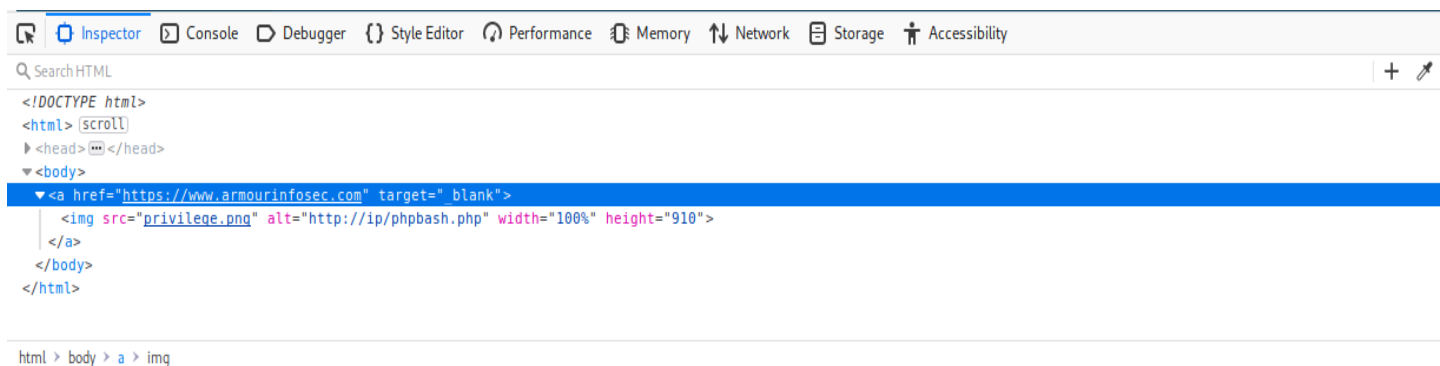 Inspector Console Debugger {} Style Editor Performance Memory Network Storage Accessibility
Search HTML
<!DOCTYPE html>
<html> scroll
<head> ••• </head>
<body>
<a href="https://www.armourinfosec.com" target="_blank">
<img src="privilege.png" alt="http://ip/phpbash.php" width="100%" height="910">
</a>
</body>
</html>
html > body > a > img